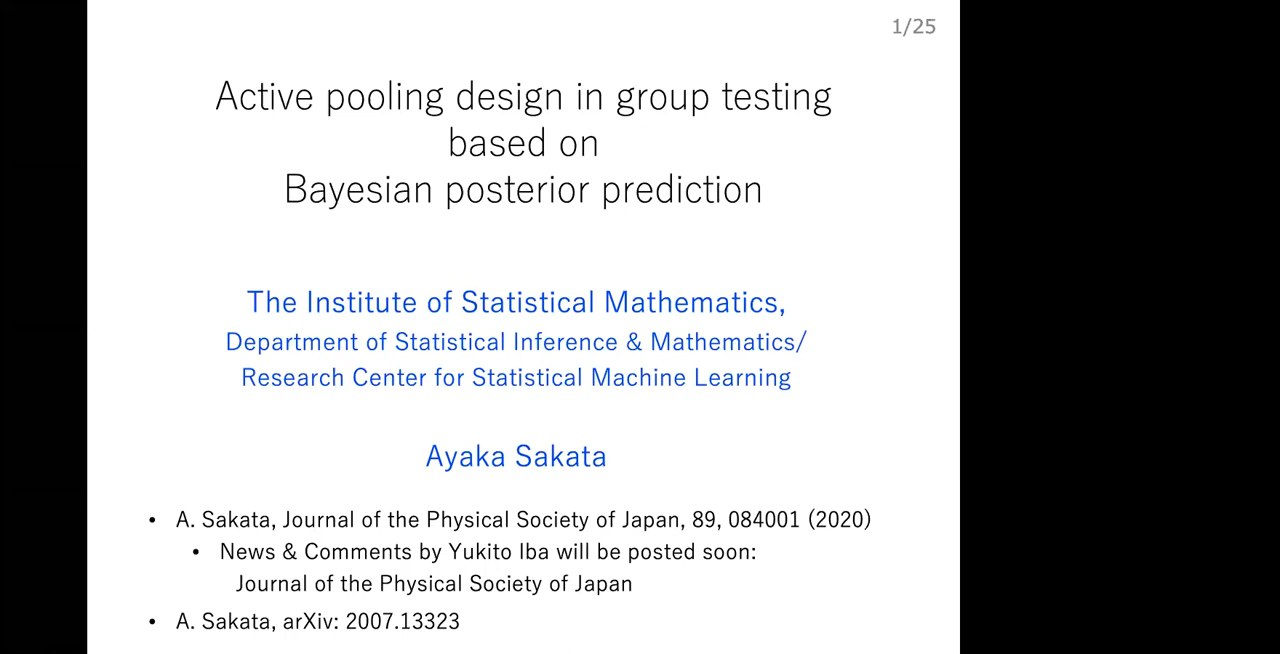 1/25
Active pooling design in group testing
based on
Bayesian posterior prediction
The Institute of Statistical Mathematics,
Department of Statistical Inference & Mathematics/
Research Center for Statistical Machine Learning
Ayaka Sakata
• A. Sakata, Journal of the Physical Society of Japan, 89, 084001 (2020)
• News & Comments by Yukito Iba will be posted soon:
Journal of the Physical Society of Japan
• A. Sakata, arXiv: 2007.13323